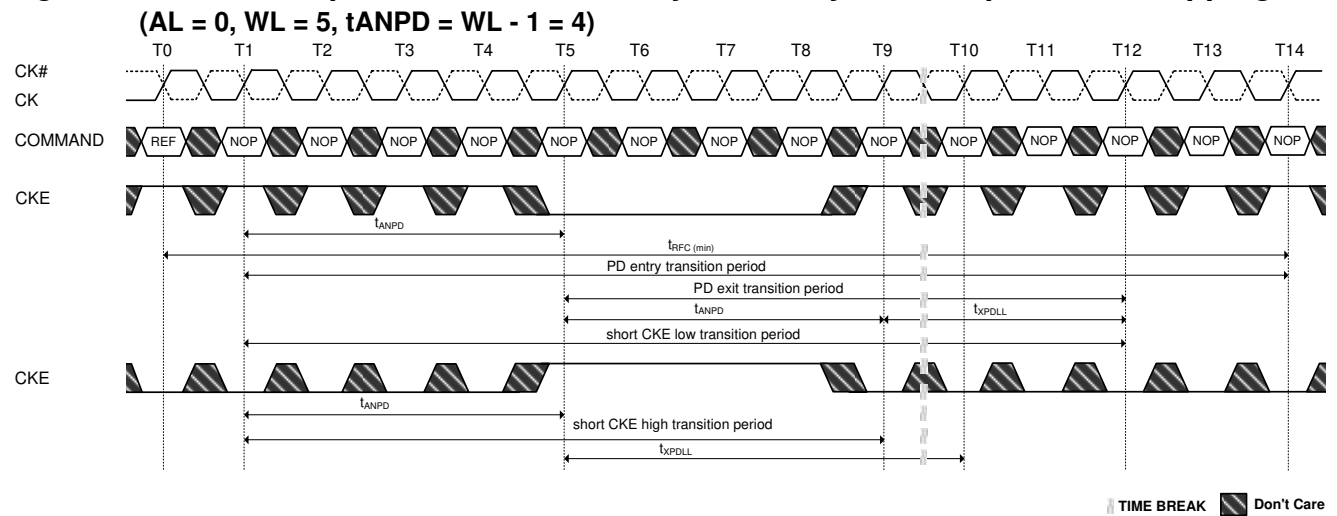 (AL = 0, WL = 5, tANPD = WL - 1 = 4)
T0 T1 T2 T3 T4 T5 T6 T7 T8 T9 T10 T11 T12 T13 T14
CK#
CK
COMMAND REF NOP NOP NOP NOP NOP NOP NOP NOP NOP NOP NOP NOP NOP NOP
CKE
tANPD
tRFC (min)
PD entry transition period
PD exit transition period
tANPD tXPDLL
short CKE low transition period
CKE
tANPD
short CKE high transition period
tXPDLL
TIME BREAK Don't Care